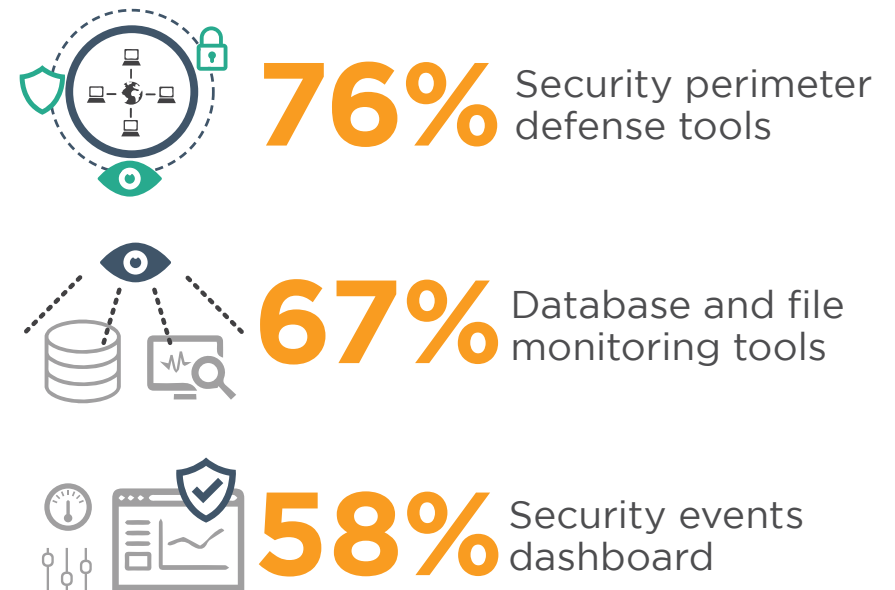 76%
Security perimeter
defense tools
67%
Database and file
monitoring tools
58%
Security events
dashboard